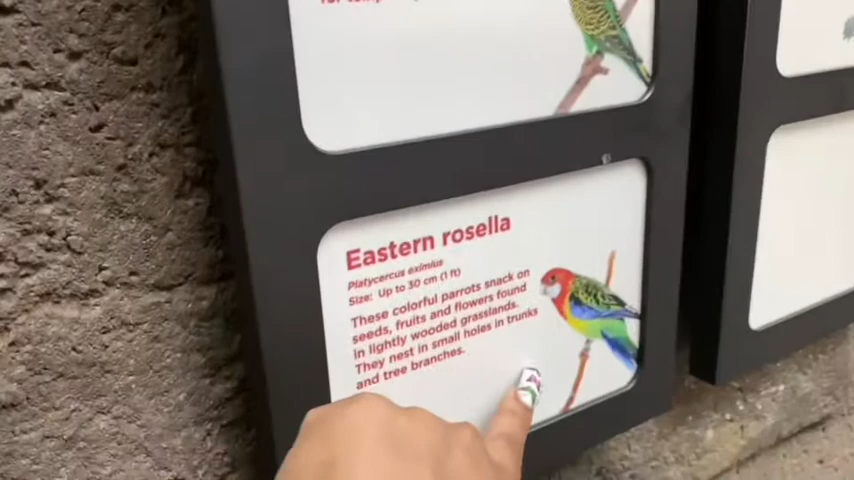 Eastern rosella
Platycercus eximius
Size: Up to 30 cm (1 ft)
These colorful parrots snack on
seeds, fruits and flowers found
in lightly wooded grasslands.
They nest in small holes in trunks
and tree branches.